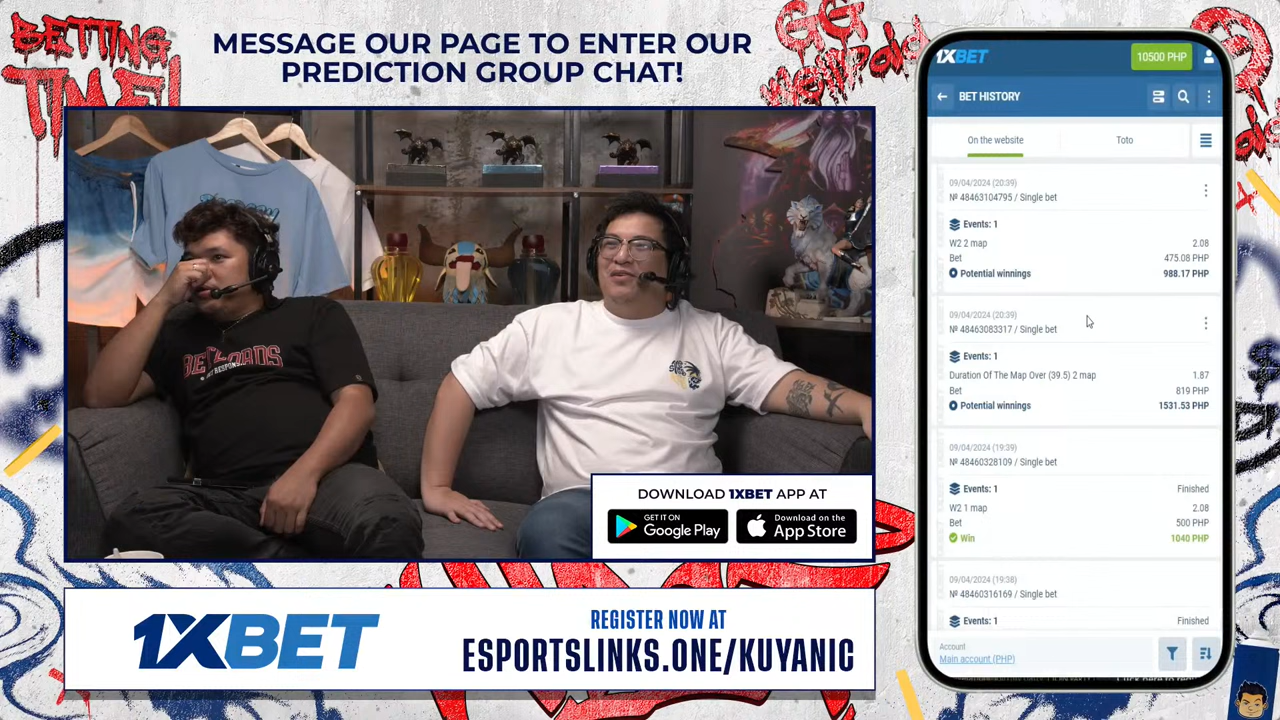 BETTING
TIME!
MESSAGE OUR PAGE TO ENTER OUR
PREDICTION GROUP CHAT!
GG
DOWNLOAD 1XBET APP AT
GET IT ON
Google Play
Download on the
App Store
1XBET
REGISTER NOW AT
ESPORTSLINKS.ONE/KUYANIC
1XBET
10500 PHP
BET HISTORY
On the website
Toto
09/04/2024 (20:39)
№ 48463104795 / Single bet
Events: 1
W2 2 map
2.08
Bet
475.08 PHP
Potential winnings
988.17 PHP
09/04/2024 (20:39)
№ 48463083317 / Single bet
Events: 1
Duration Of The Map Over (39.5) 2 map
1.87
Bet
819 PHP
Potential winnings
1531.53 PHP
09/04/2024 (19:39)
№ 48460328109 / Single bet
Events: 1
Finished
W2 1 map
2.08
Bet
500 PHP
Win
1040 PHP
09/04/2024 (19:38)
№ 48460316169 / Single bet
Events: 1
Finished
Account
Main account (PHP)